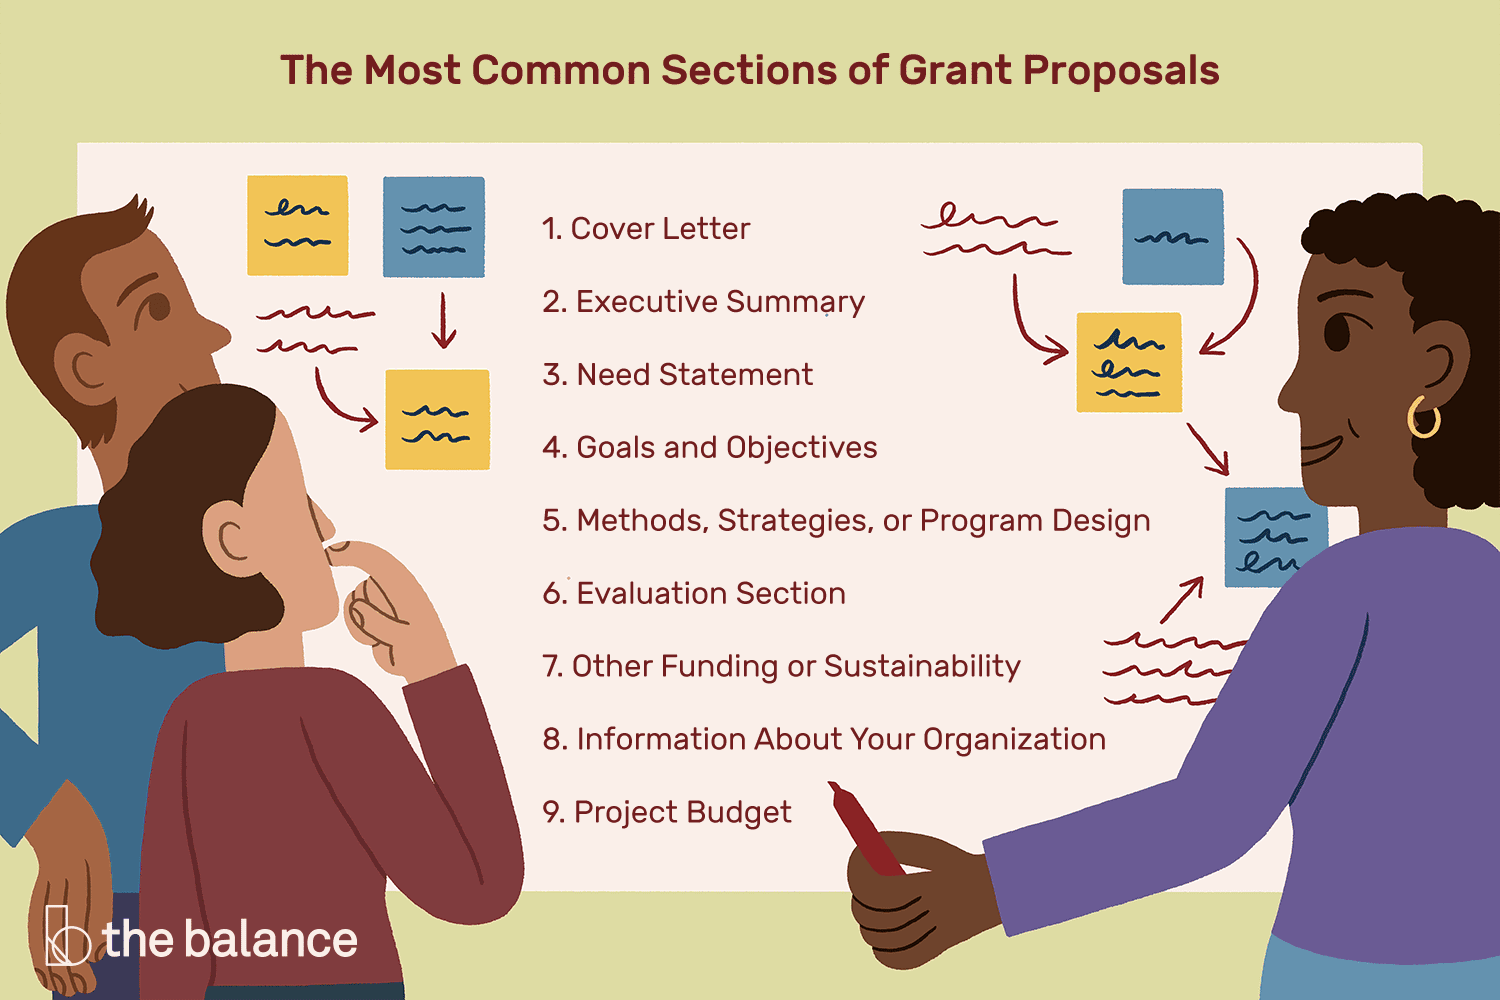 The Most Common Sections of Grant Proposals
1. Cover Letter
2. Executive Summary
3. Need Statement
4. Goals and Objectives
5. Methods, Strategies, or Program Design
6. Evaluation Section
7. Other Funding or Sustainability
8. Information About Your Organization
9. Project Budget
the balance